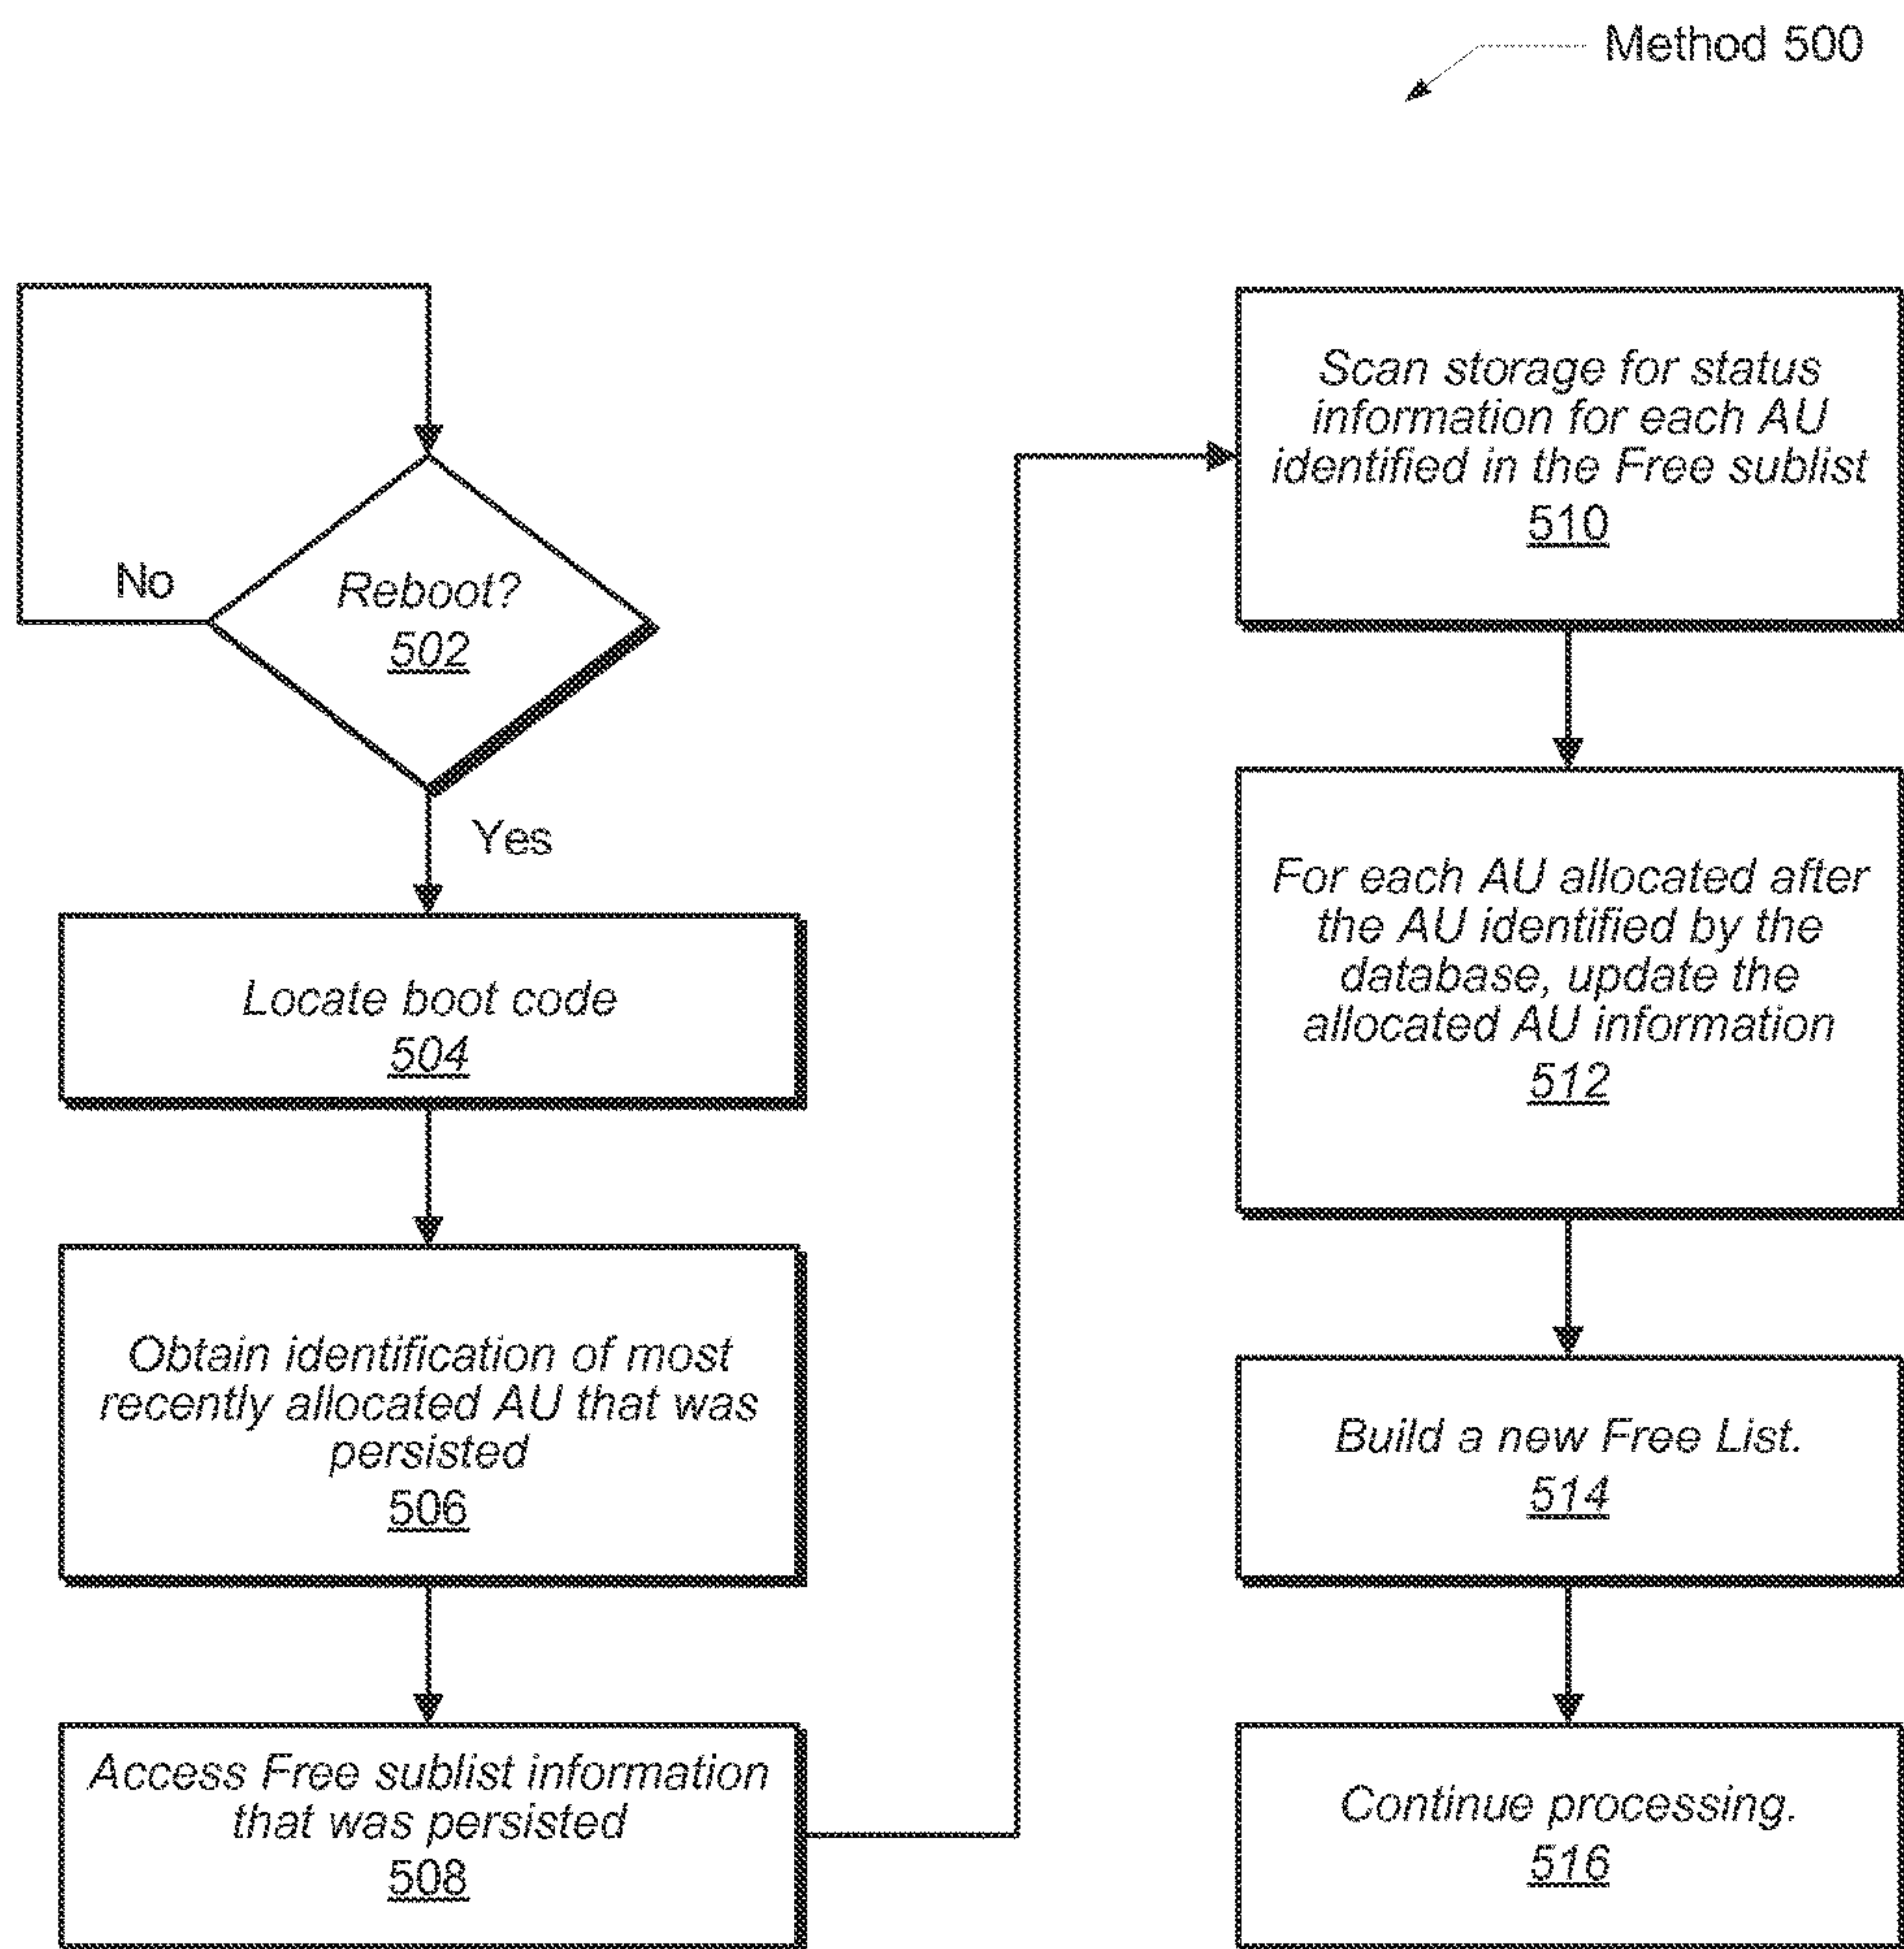 Method 500
No
Reboot?
502
Yes
Locate boot code
504
Obtain identification of most
recently allocated AU that was
persisted
506
Access Free sublist information
that was persisted
508
Scan storage for status
information for each AU
identified in the Free sublist
510
For each AU allocated after
the AU identified by the
database, update the
allocated AU information
512
Build a new Free List.
514
Continue processing.
516